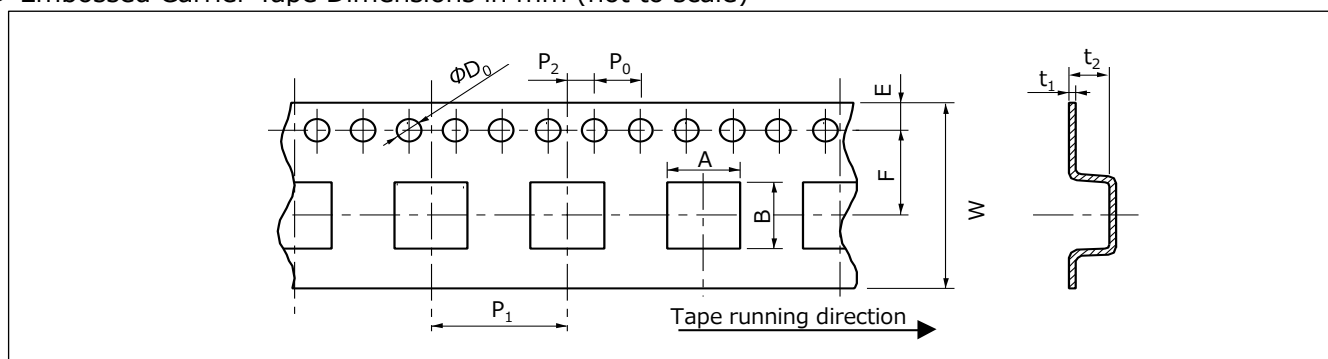 Embossed Carrier Tape Dimensions in mm (not to scale)
ΦD₀
P₂
P₀
E
t₁
t₂
A
F
B
W
P₁
Tape running direction